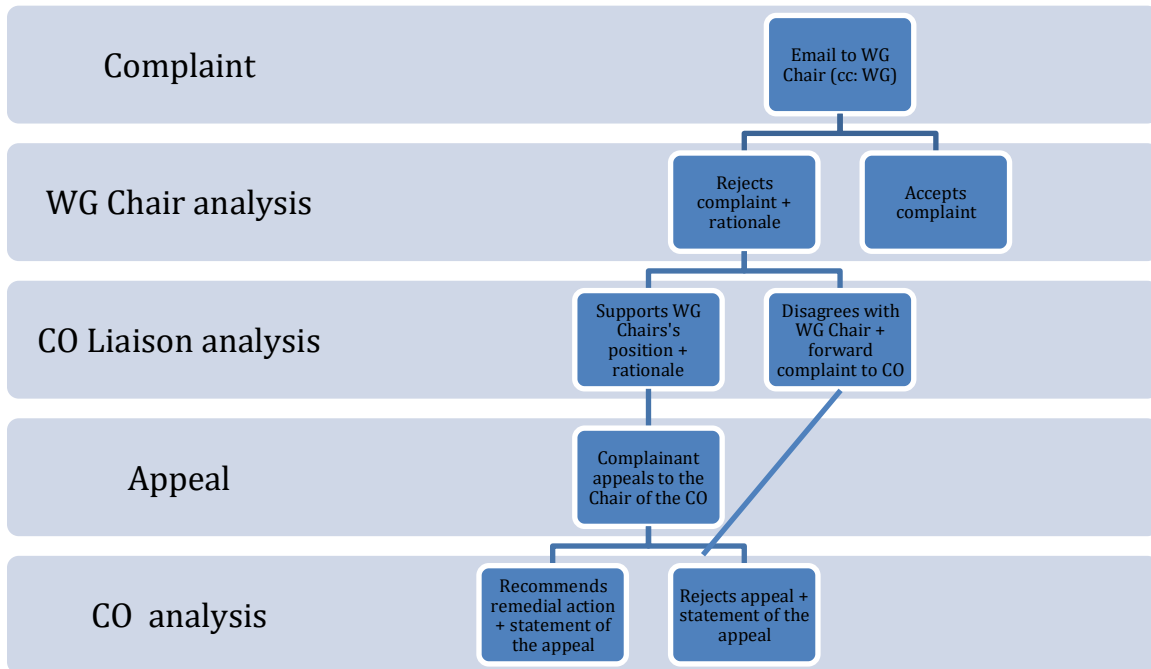 Complaint
Email to WG
Chair (cc: WG)
WG Chair analysis
Rejects
complaint +
rationale
Accepts
complaint
CO Liaison analysis
Supports WG
Chairs's
position +
rationale
Disagrees with
WG Chair +
forward
complaint to CO
Appeal
Complainant
appeals to the
Chair of the CO
CO analysis
Recommends
remedial action
+ statement of
the appeal
Rejects appeal +
statement of the
appeal